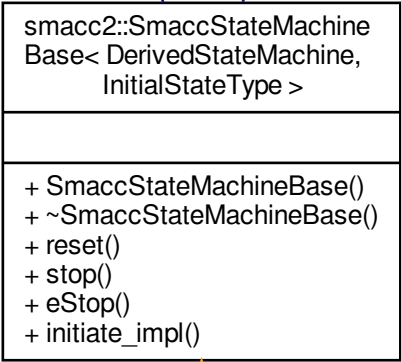 smacc2::SmaccStateMachine
Base< DerivedStateMachine,
InitialStateType >
+ SmaccStateMachineBase()
+ ~SmaccStateMachineBase()
+ reset()
+ stop()
+ eStop()
+ initiate_impl()